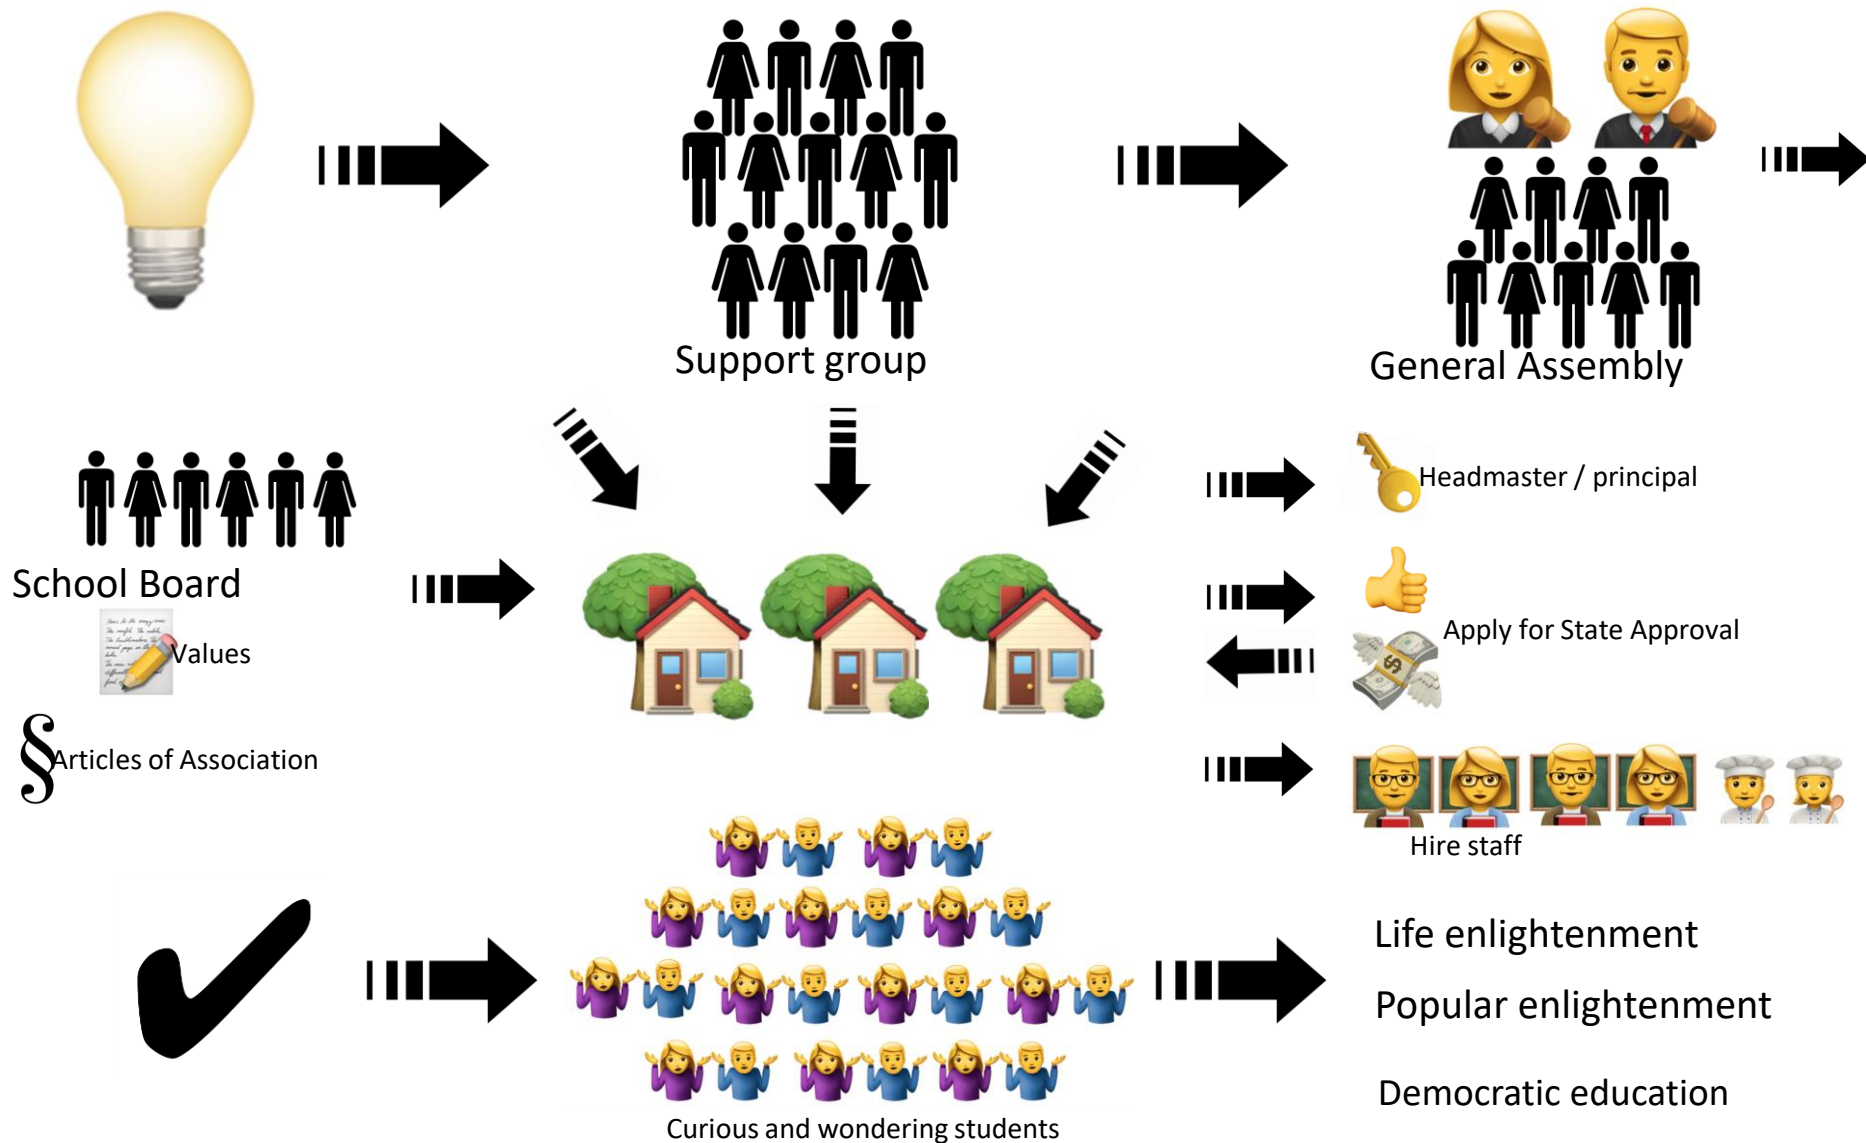 Support group
General Assembly
Headmaster / principal
School Board
Apply for State Approval
Values
§
Articles of Association
Hire staff
Life enlightenment
Popular enlightenment
Democratic education
Curious and wondering students